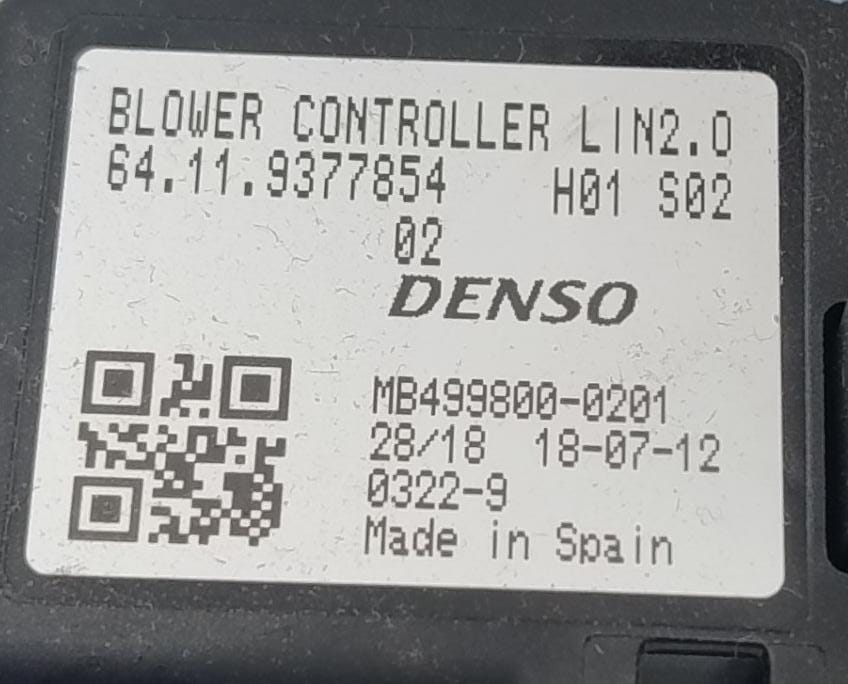 BLOWER CONTROLLER LIN2.0
64.11.9377854 H01 S02
02
DENSO
MB499800-0201
28/18 18-07-12
0322-9
Made in Spain